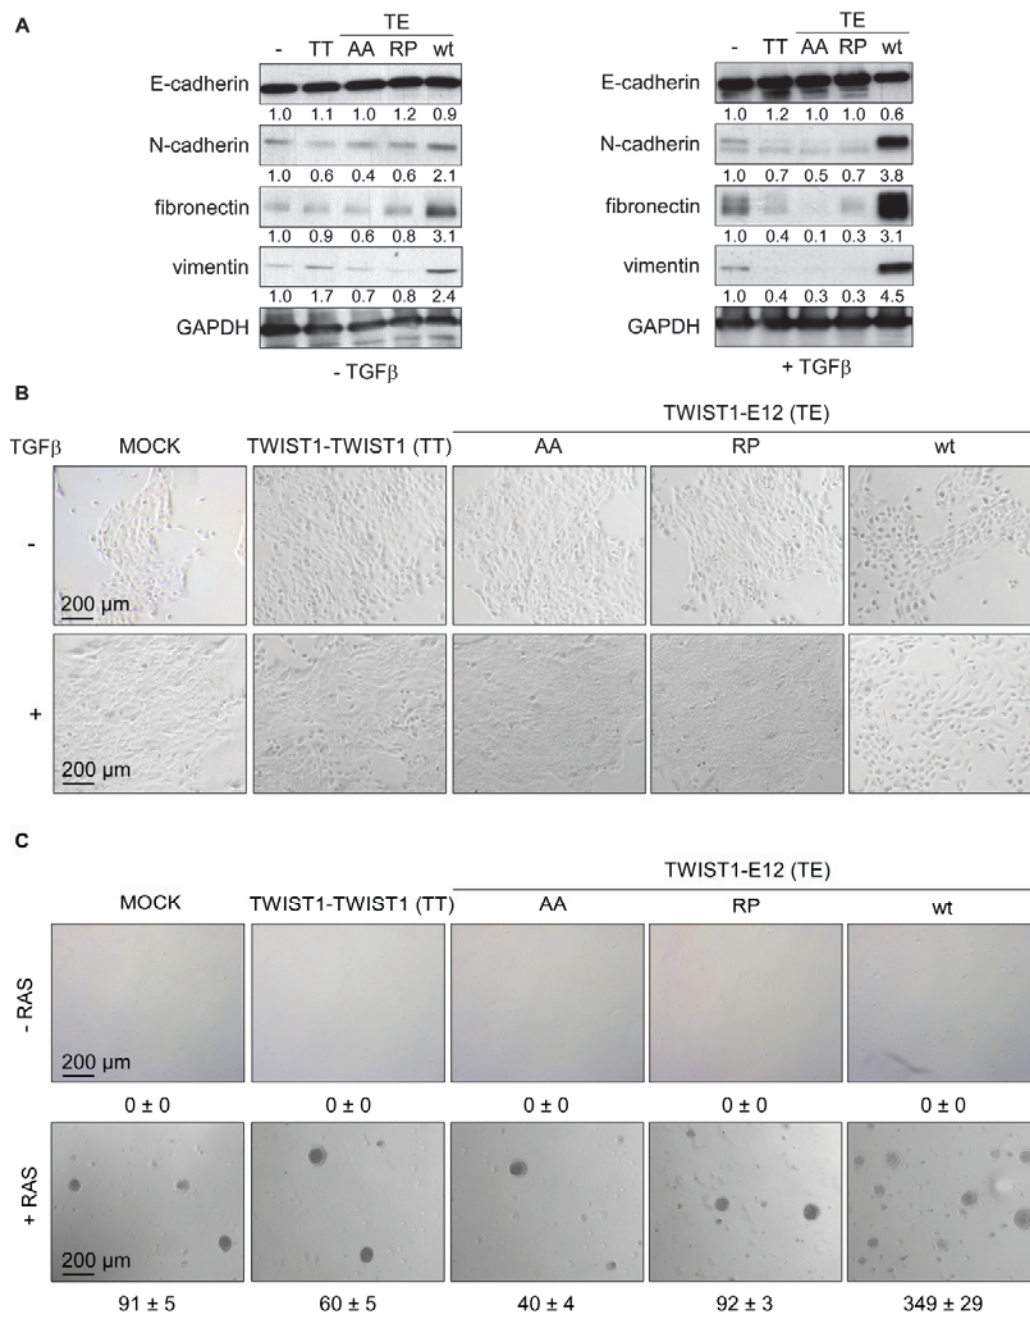 A
TE
- TT AA RP wt
E-cadherin
1.0 1.1 1.0 1.2 0.9
N-cadherin
1.0 0.6 0.4 0.6 2.1
fibronectin
1.0 0.9 0.6 0.8 3.1
vimentin
1.0 1.7 0.7 0.8 2.4
GAPDH
- TGFβ
TE
- TT AA RP wt
E-cadherin
1.0 1.2 1.0 1.0 0.6
N-cadherin
1.0 0.7 0.5 0.7 3.8
fibronectin
1.0 0.4 0.1 0.3 3.1
vimentin
1.0 0.4 0.3 0.3 4.5
GAPDH
+ TGFβ
B
TWIST1-E12 (TE)
TGFβ MOCK TWIST1-TWIST1 (TT) AA RP wt
-
200 µm
+
200 µm
C
TWIST1-E12 (TE)
MOCK TWIST1-TWIST1 (TT) AA RP wt
- RAS
200 µm
0 ± 0 0 ± 0 0 ± 0 0 ± 0 0 ± 0
+ RAS
200 µm
91 ± 5 60 ± 5 40 ± 4 92 ± 3 349 ± 29